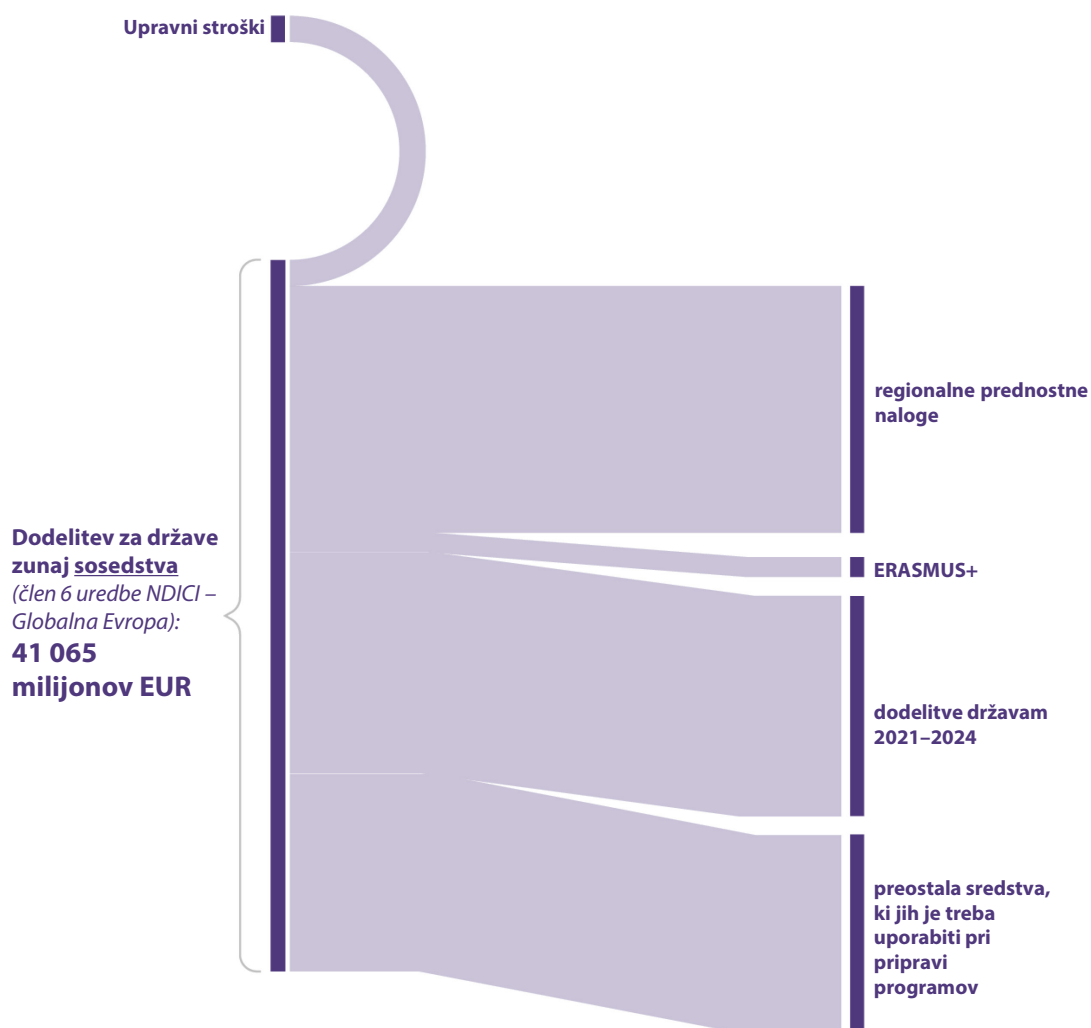 Upravni stroški
regionalne prednostne
naloge
Dodelitev za države
zunaj sosedstva
(člen 6 uredbe NDICI –
Globalna Evropa):
41 065
milijonov EUR
ERASMUS+
dodelitve državam
2021–2024
preostala sredstva,
ki jih je treba
uporabiti pri
pripravi
programov